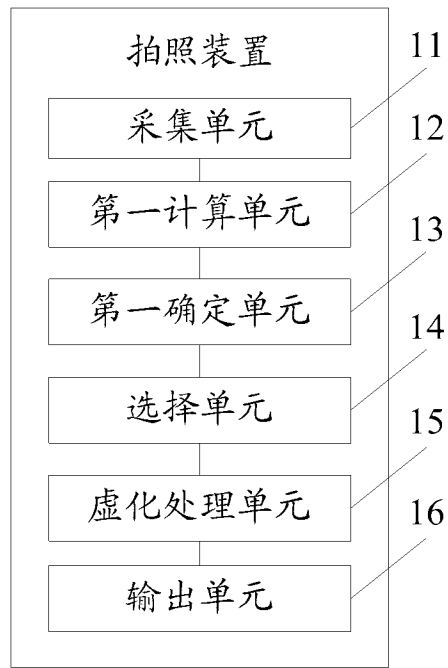 拍照装置
采集单元
11
第一计算单元
12
第一确定单元
13
选择单元
14
虚化处理单元
15
输出单元
16